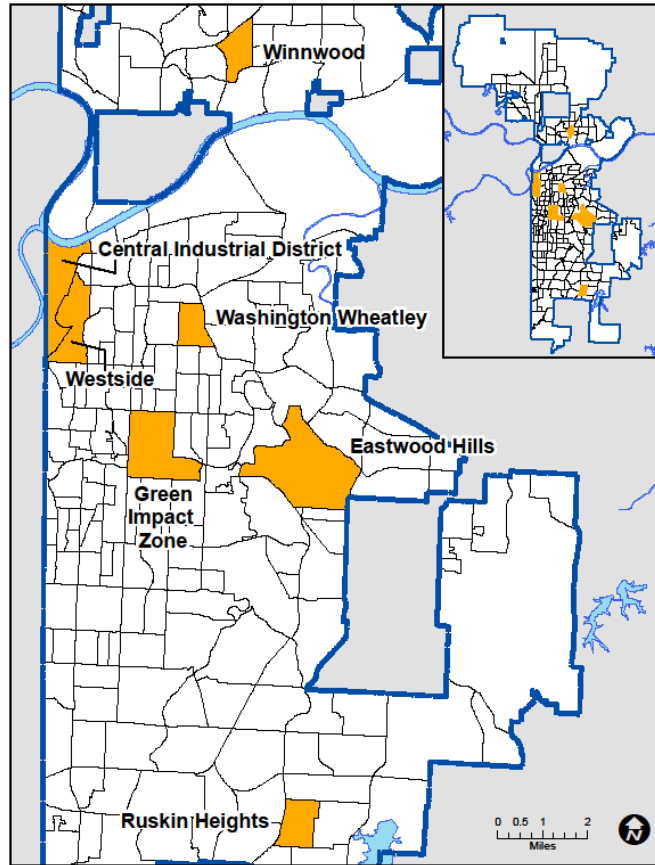 Winnwood
Central Industrial District
Washington Wheatley
Westside
Eastwood Hills
Green
Impact
Zone
Ruskin Heights
0 0.5 1 2
Miles
N